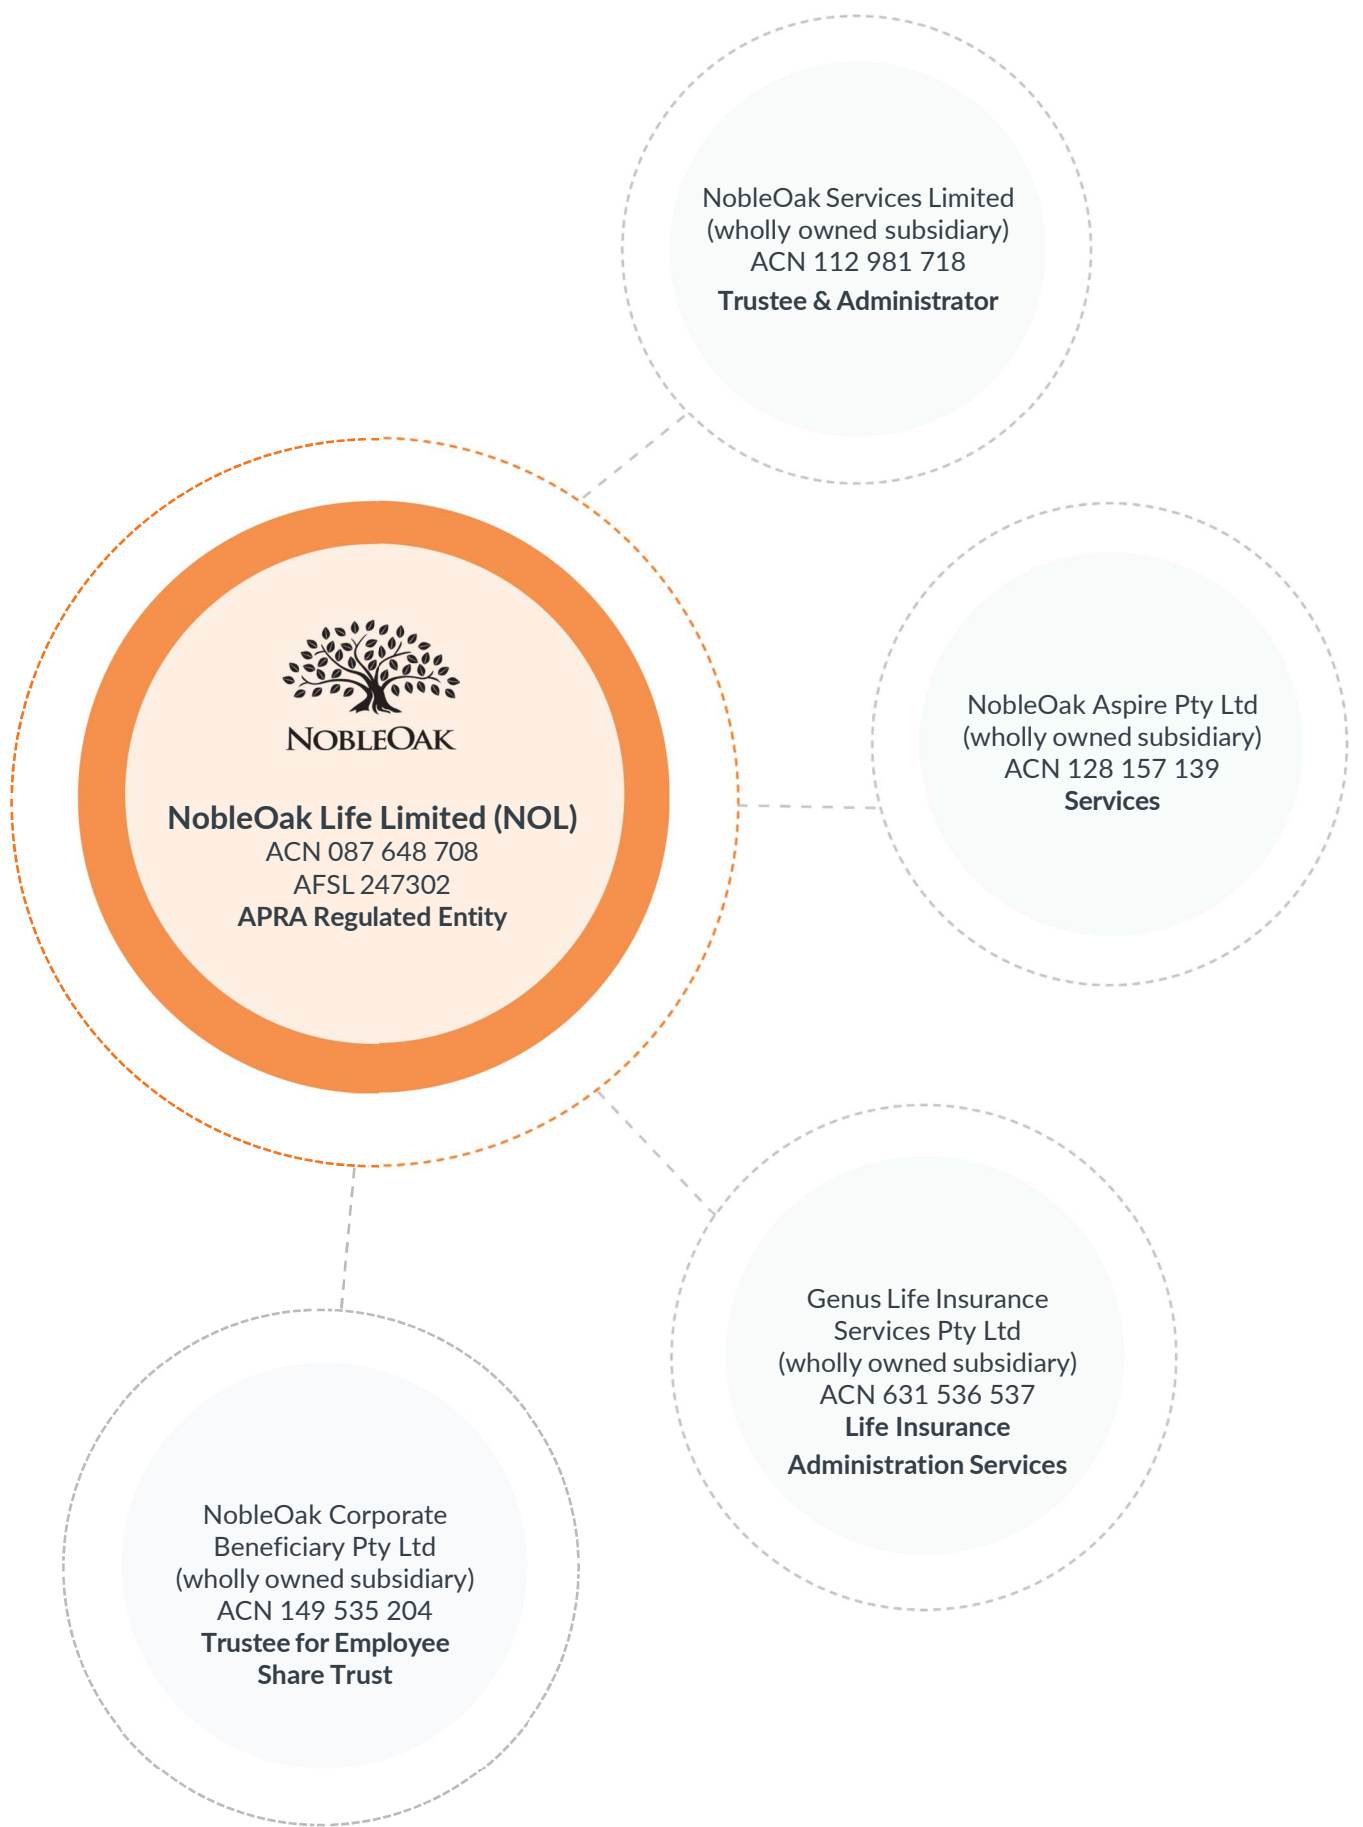 NobleOak Services Limited
(wholly owned subsidiary)
ACN 112 981 718
Trustee & Administrator
NOBLEOAK
NobleOak Life Limited (NOL)
ACN 087 648 708
AFSL 247302
APRA Regulated Entity
NobleOak Aspire Pty Ltd
(wholly owned subsidiary)
ACN 128 157 139
Services
Genus Life Insurance
Services Pty Ltd
(wholly owned subsidiary)
ACN 631 536 537
Life Insurance
Administration Services
NobleOak Corporate
Beneficiary Pty Ltd
(wholly owned subsidiary)
ACN 149 535 204
Trustee for Employee
Share Trust